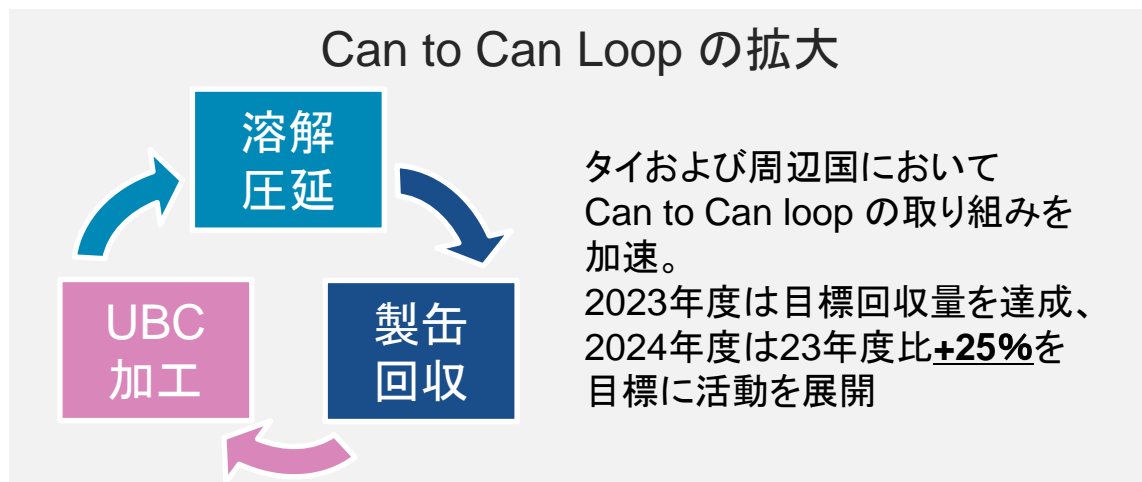 Can to Can Loop の拡大
溶解
圧延
製缶
回収
UBC
加工
タイおよび周辺国において
Can to Can loop の取り組みを
加速。
2023年度は目標回収量を達成、
2024年度は23年度比+25%を
目標に活動を展開